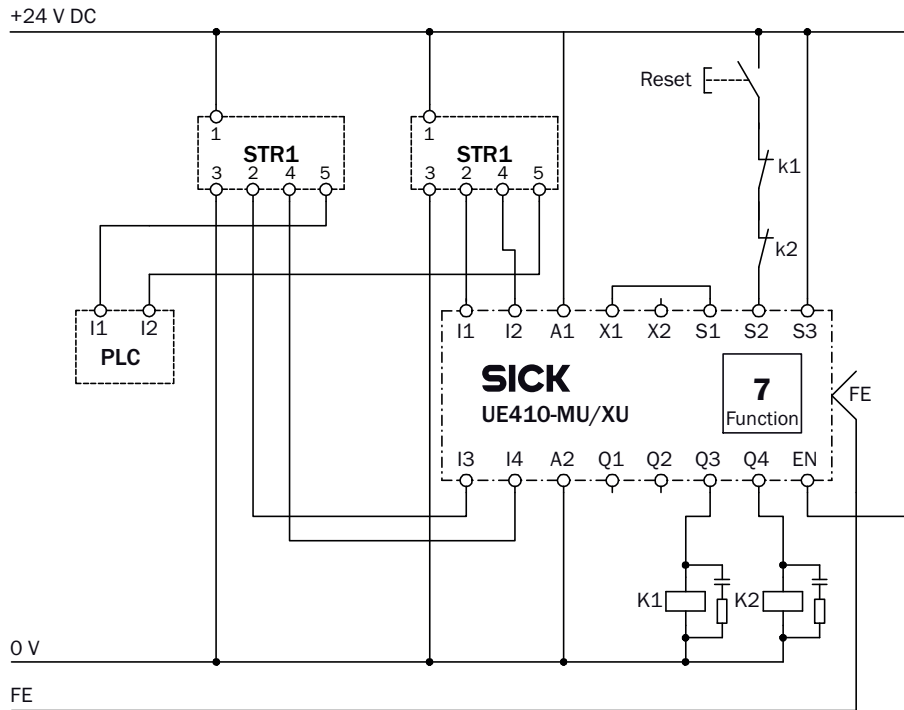 +24 V DC
Reset
1
1
STR1
STR1
3 2 4 5
3 2 4 5
k1
k2
I1 I2
PLC
I1 I2 A1 X1 X2 S1 S2 S3
SICK
UE410-MU/XU
7
Function
FE
I3 I4 A2 Q1 Q2 Q3 Q4 EN
K1
K2
0 V
FE